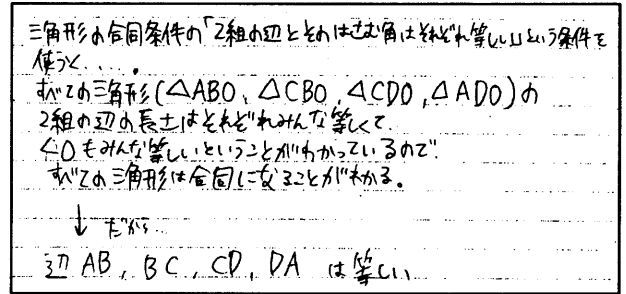 三角形の合同条件の「2組の辺とそのはさむ角はそれぞれ等しい」という条件を
使うと....
すべての三角形(△ABO、△CBO、△CDO、△ADO)の
2組の辺の長さはそれぞれみんな等しくて、
∠Oもみんな等しいということがわかっているので、
すべての三角形は合同になることがわかる。
↓ だから...
辺 AB, BC, CD, DA は等しい